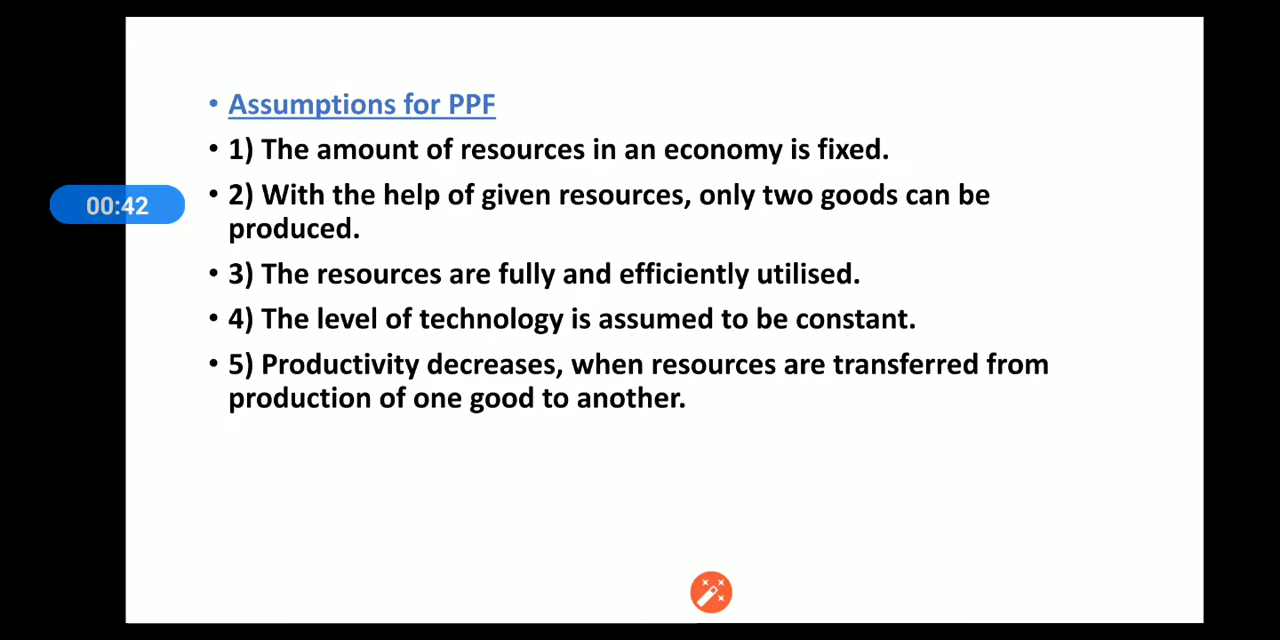 • Assumptions for PPF
• 1) The amount of resources in an economy is fixed.
• 2) With the help of given resources, only two goods can be
00:42
produced.
• 3) The resources are fully and efficiently utilised.
• 4) The level of technology is assumed to be constant.
• 5) Productivity decreases, when resources are transferred from
production of one good to another.